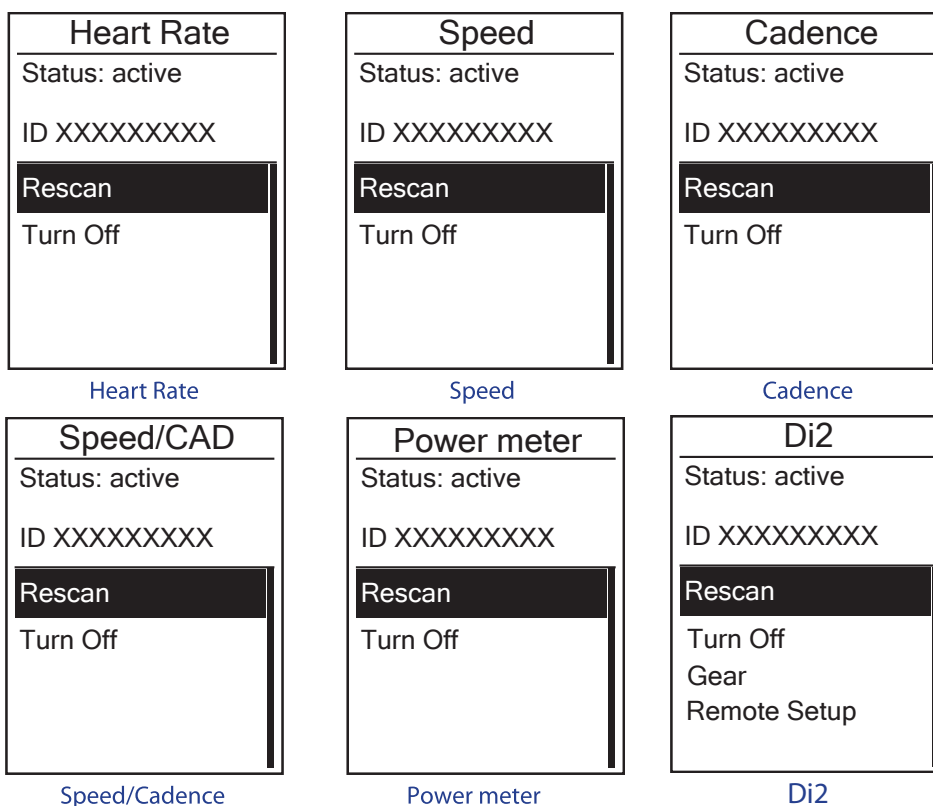 Heart Rate
Status: active
ID XXXXXXXXX
Rescan
Turn Off
Heart Rate
Speed
Status: active
ID XXXXXXXXX
Rescan
Turn Off
Speed
Cadence
Status: active
ID XXXXXXXXX
Rescan
Turn Off
Cadence
Speed/CAD
Status: active
ID XXXXXXXXX
Rescan
Turn Off
Speed/Cadence
Power meter
Status: active
ID XXXXXXXXX
Rescan
Turn Off
Power meter
Di2
Status: active
ID XXXXXXXXX
Rescan
Turn Off
Gear
Remote Setup
Di2